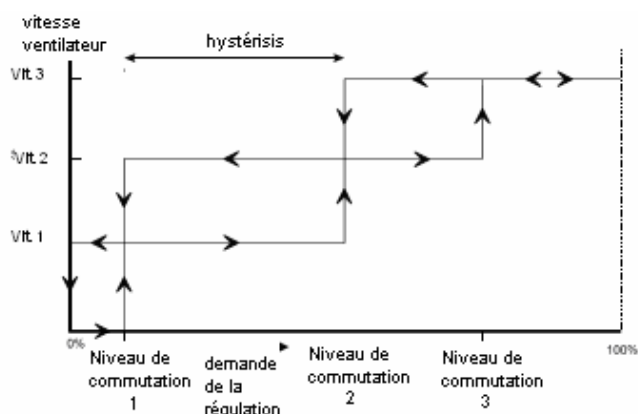 vitesse
ventilateur
hystérisis
Vit.3
Vit.2
Vit.1
0%
100%
Niveau de
commutation
1
demande
de la
régulation
Niveau de
commutation
2
Niveau de
commutation
3